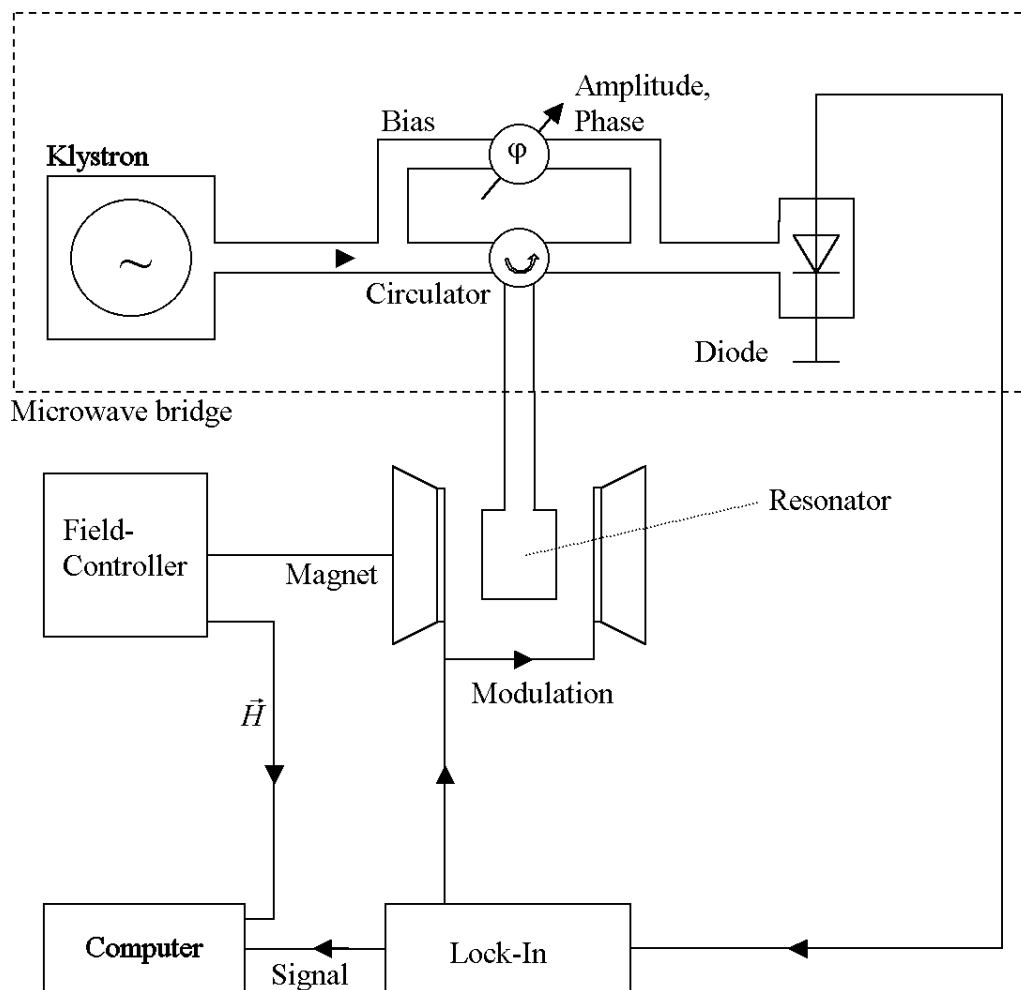 Amplitude,
Phase
Bias
φ
Klystron
~
Circulator
Diode
Microwave bridge
Resonator
Field-
Controller
Magnet
Modulation
H⃗
Computer
Lock-In
Signal